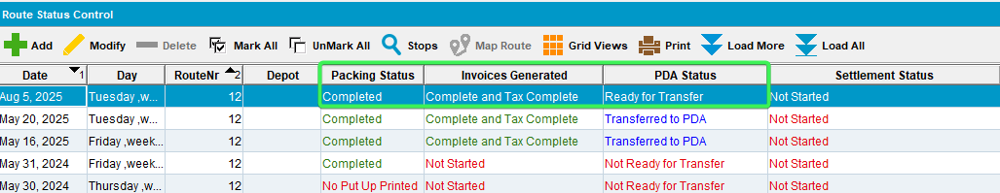 Route Status Control
Add Modify Delete Mark All UnMark All Stops Map Route Grid Views Print Load More Load All
Date 1 Day RouteNr 2 Depot Packing Status Invoices Generated PDA Status Settlement Status
Aug 5, 2025 Tuesday ,w... 12 Completed Complete and Tax Complete Ready for Transfer Not Started
May 20, 2025 Tuesday ,w... 12 Completed Complete and Tax Complete Transferred to PDA Not Started
May 16, 2025 Friday ,week... 12 Completed Complete and Tax Complete Transferred to PDA Not Started
May 31, 2024 Friday ,week... 12 Completed Not Started Not Ready for Transfer Not Started
May 30, 2024 Thursday ,w... 12 No Put Up Printed Not Started Not Ready for Transfer Not Started